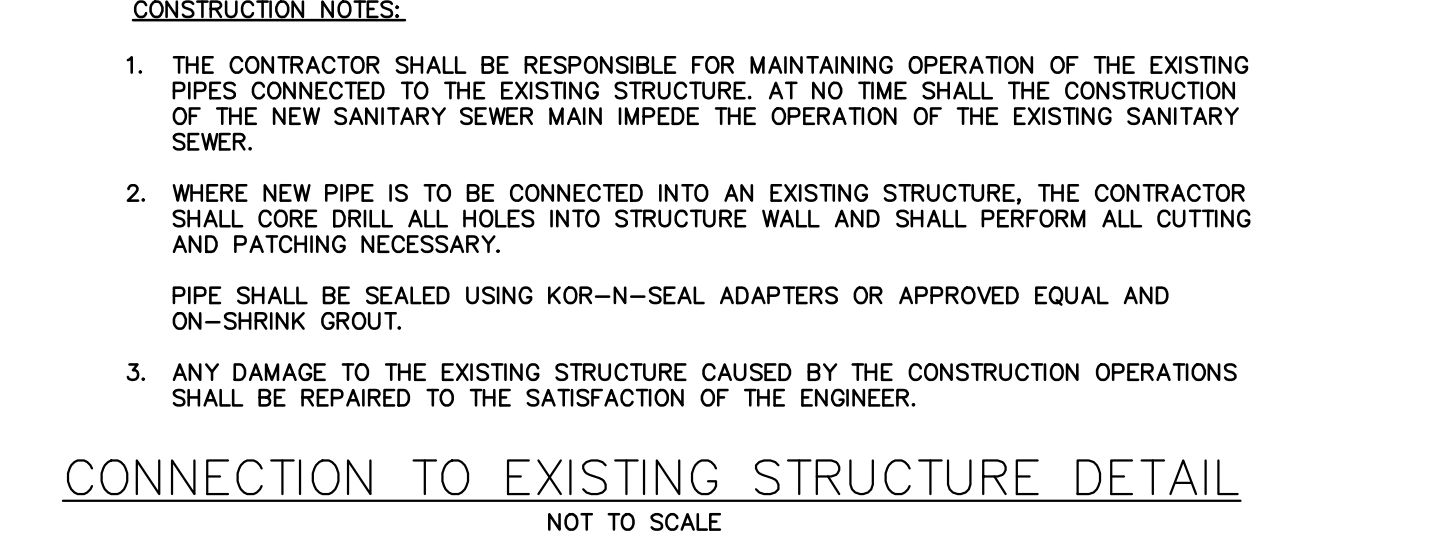 CONSTRUCTION NOTES:
1. THE CONTRACTOR SHALL BE RESPONSIBLE FOR MAINTAINING OPERATION OF THE EXISTING
PIPES CONNECTED TO THE EXISTING STRUCTURE. AT NO TIME SHALL THE CONSTRUCTION
OF THE NEW SANITARY SEWER MAIN IMPEDE THE OPERATION OF THE EXISTING SANITARY
SEWER.
2. WHERE NEW PIPE IS TO BE CONNECTED INTO AN EXISTING STRUCTURE, THE CONTRACTOR
SHALL CORE DRILL ALL HOLES INTO STRUCTURE WALL AND SHALL PERFORM ALL CUTTING
AND PATCHING NECESSARY.
PIPE SHALL BE SEALED USING KOR-N-SEAL ADAPTERS OR APPROVED EQUAL AND
ON-SHRINK GROUT.
3. ANY DAMAGE TO THE EXISTING STRUCTURE CAUSED BY THE CONSTRUCTION OPERATIONS
SHALL BE REPAIRED TO THE SATISFACTION OF THE ENGINEER.
CONNECTION TO EXISTING STRUCTURE DETAIL
NOT TO SCALE